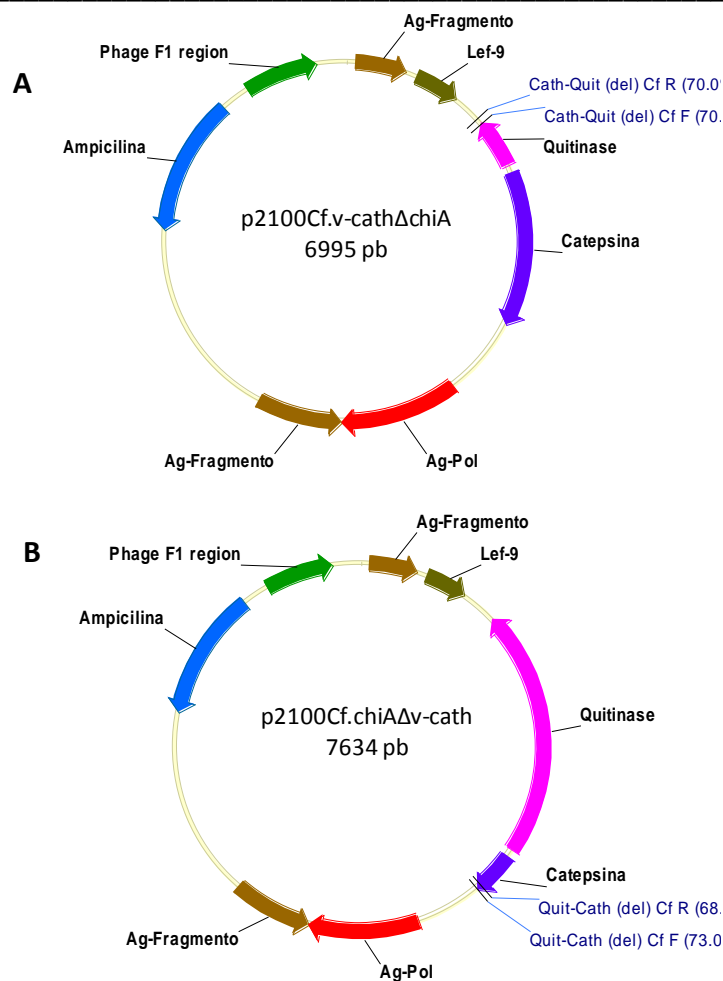 A
Ag-Fragmento
Phage F1 region
Lef-9
Cath-Quit (del) Cf R (70.0
Cath-Quit (del) Cf F (70.
Ampicilina
Quitinase
p2100Cf.v-cathΔchiA
6995 pb
Catepsina
Ag-Fragmento
Ag-Pol
B
Ag-Fragmento
Phage F1 region
Lef-9
Ampicilina
Quitinase
p2100Cf.chiAΔv-cath
7634 pb
Catepsina
Quit-Cath (del) Cf R (68.
Quit-Cath (del) Cf F (73.0
Ag-Fragmento
Ag-Pol